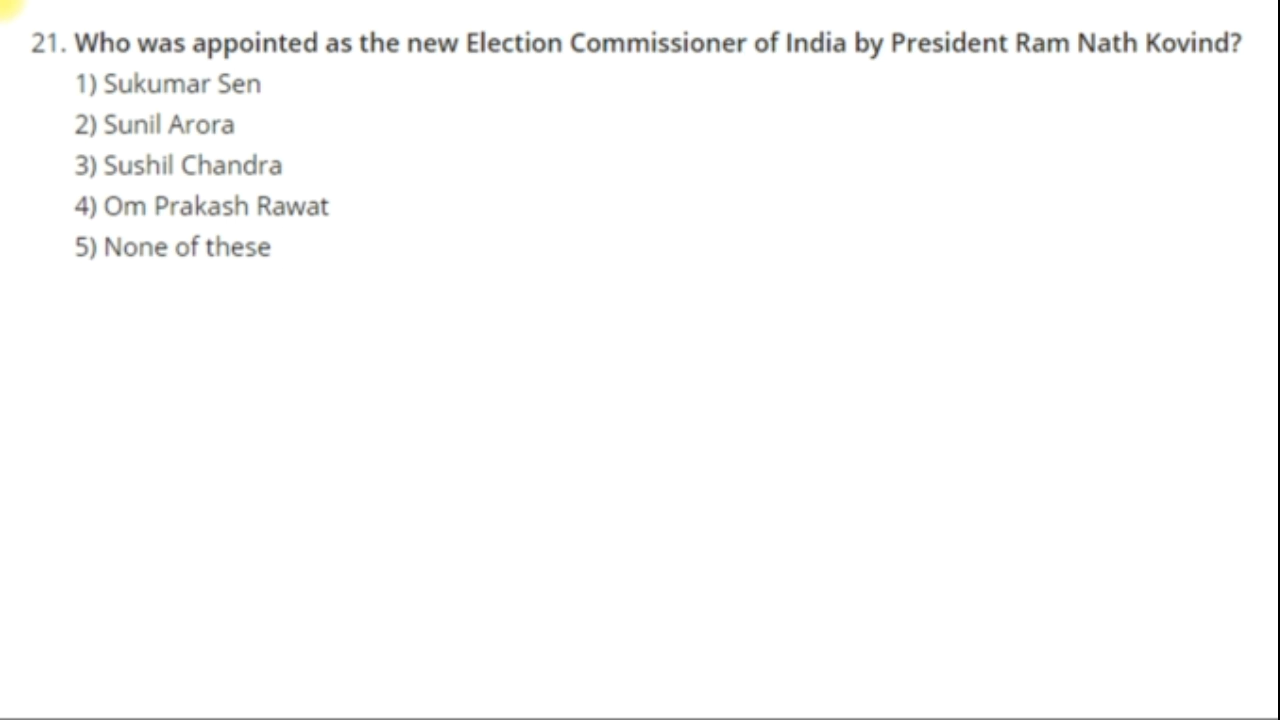 21. Who was appointed as the new Election Commissioner of India by President Ram Nath Kovind?
1) Sukumar Sen
2) Sunil Arora
3) Sushil Chandra
4) Om Prakash Rawat
5) None of these